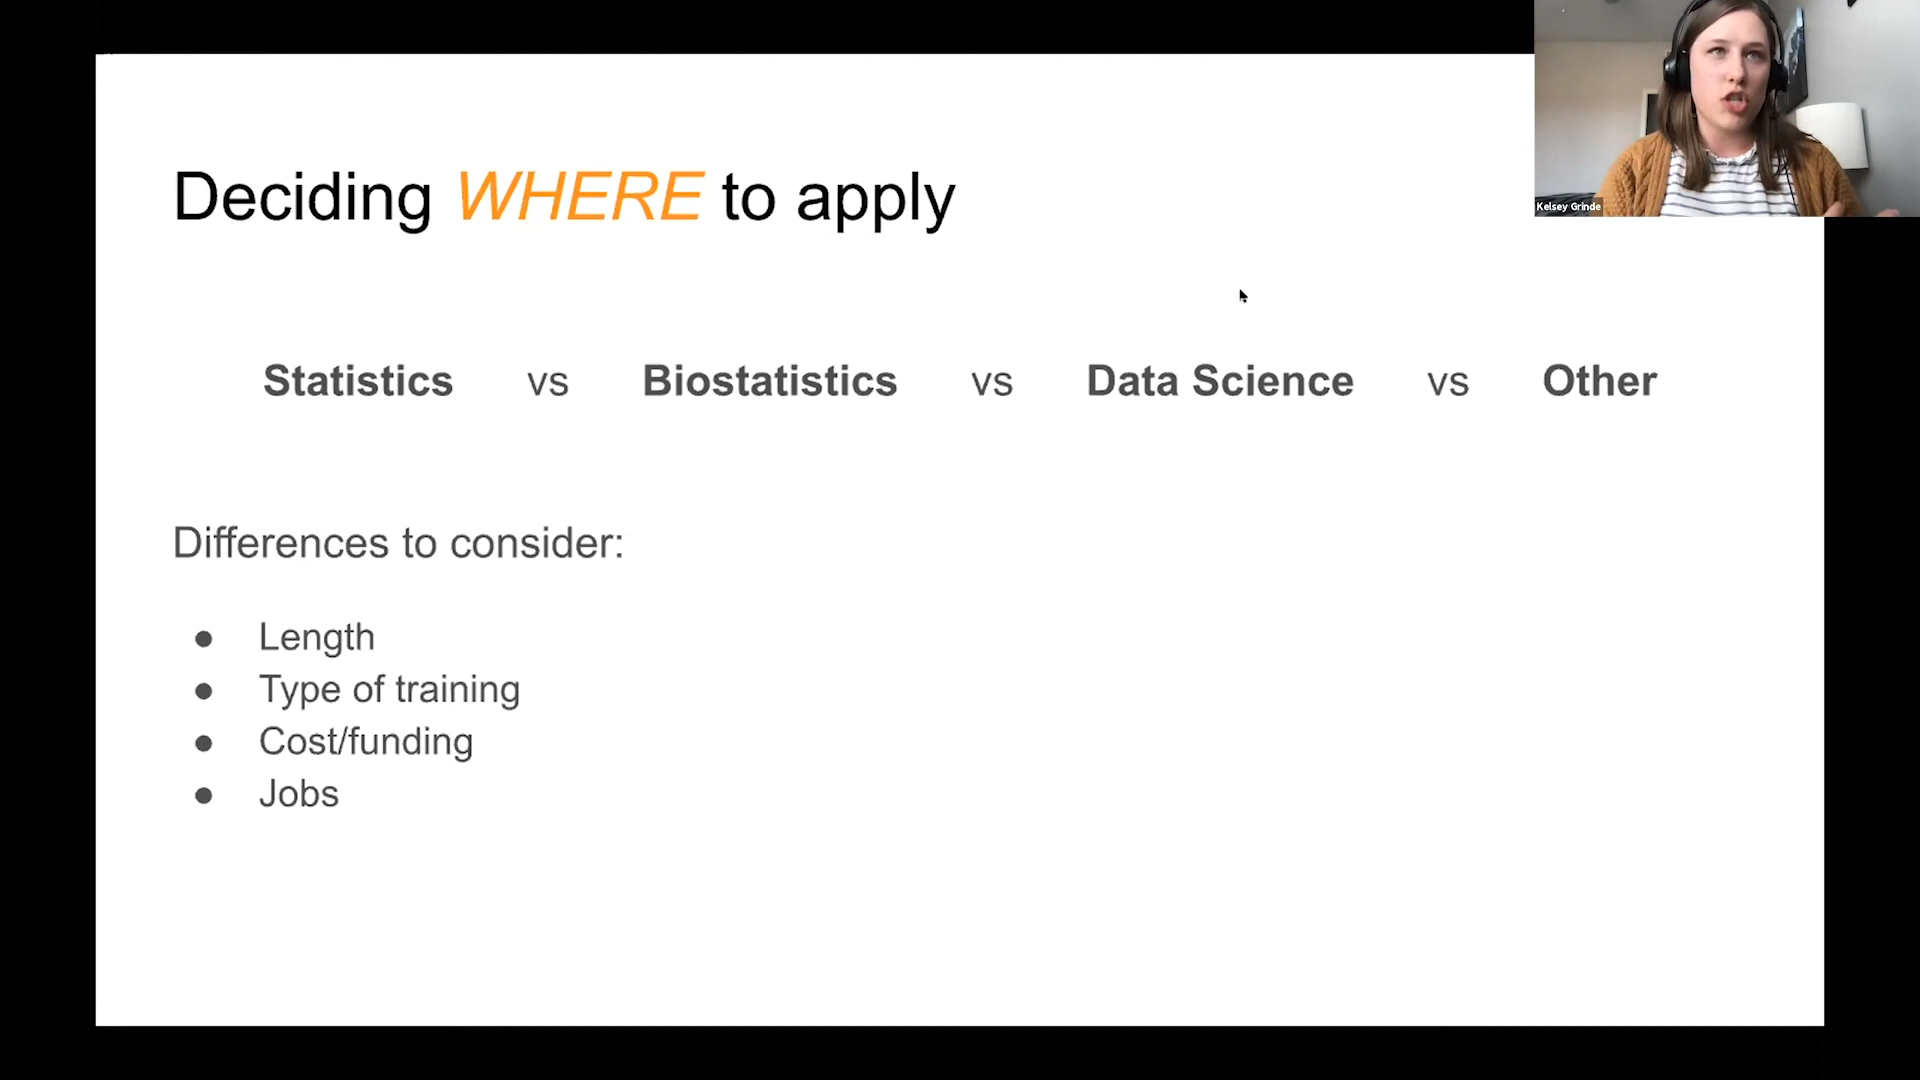 Deciding WHERE to apply
Kelsey Grinde
Statistics vs Biostatistics vs Data Science vs Other
Differences to consider:
● Length
● Type of training
● Cost/funding
● Jobs